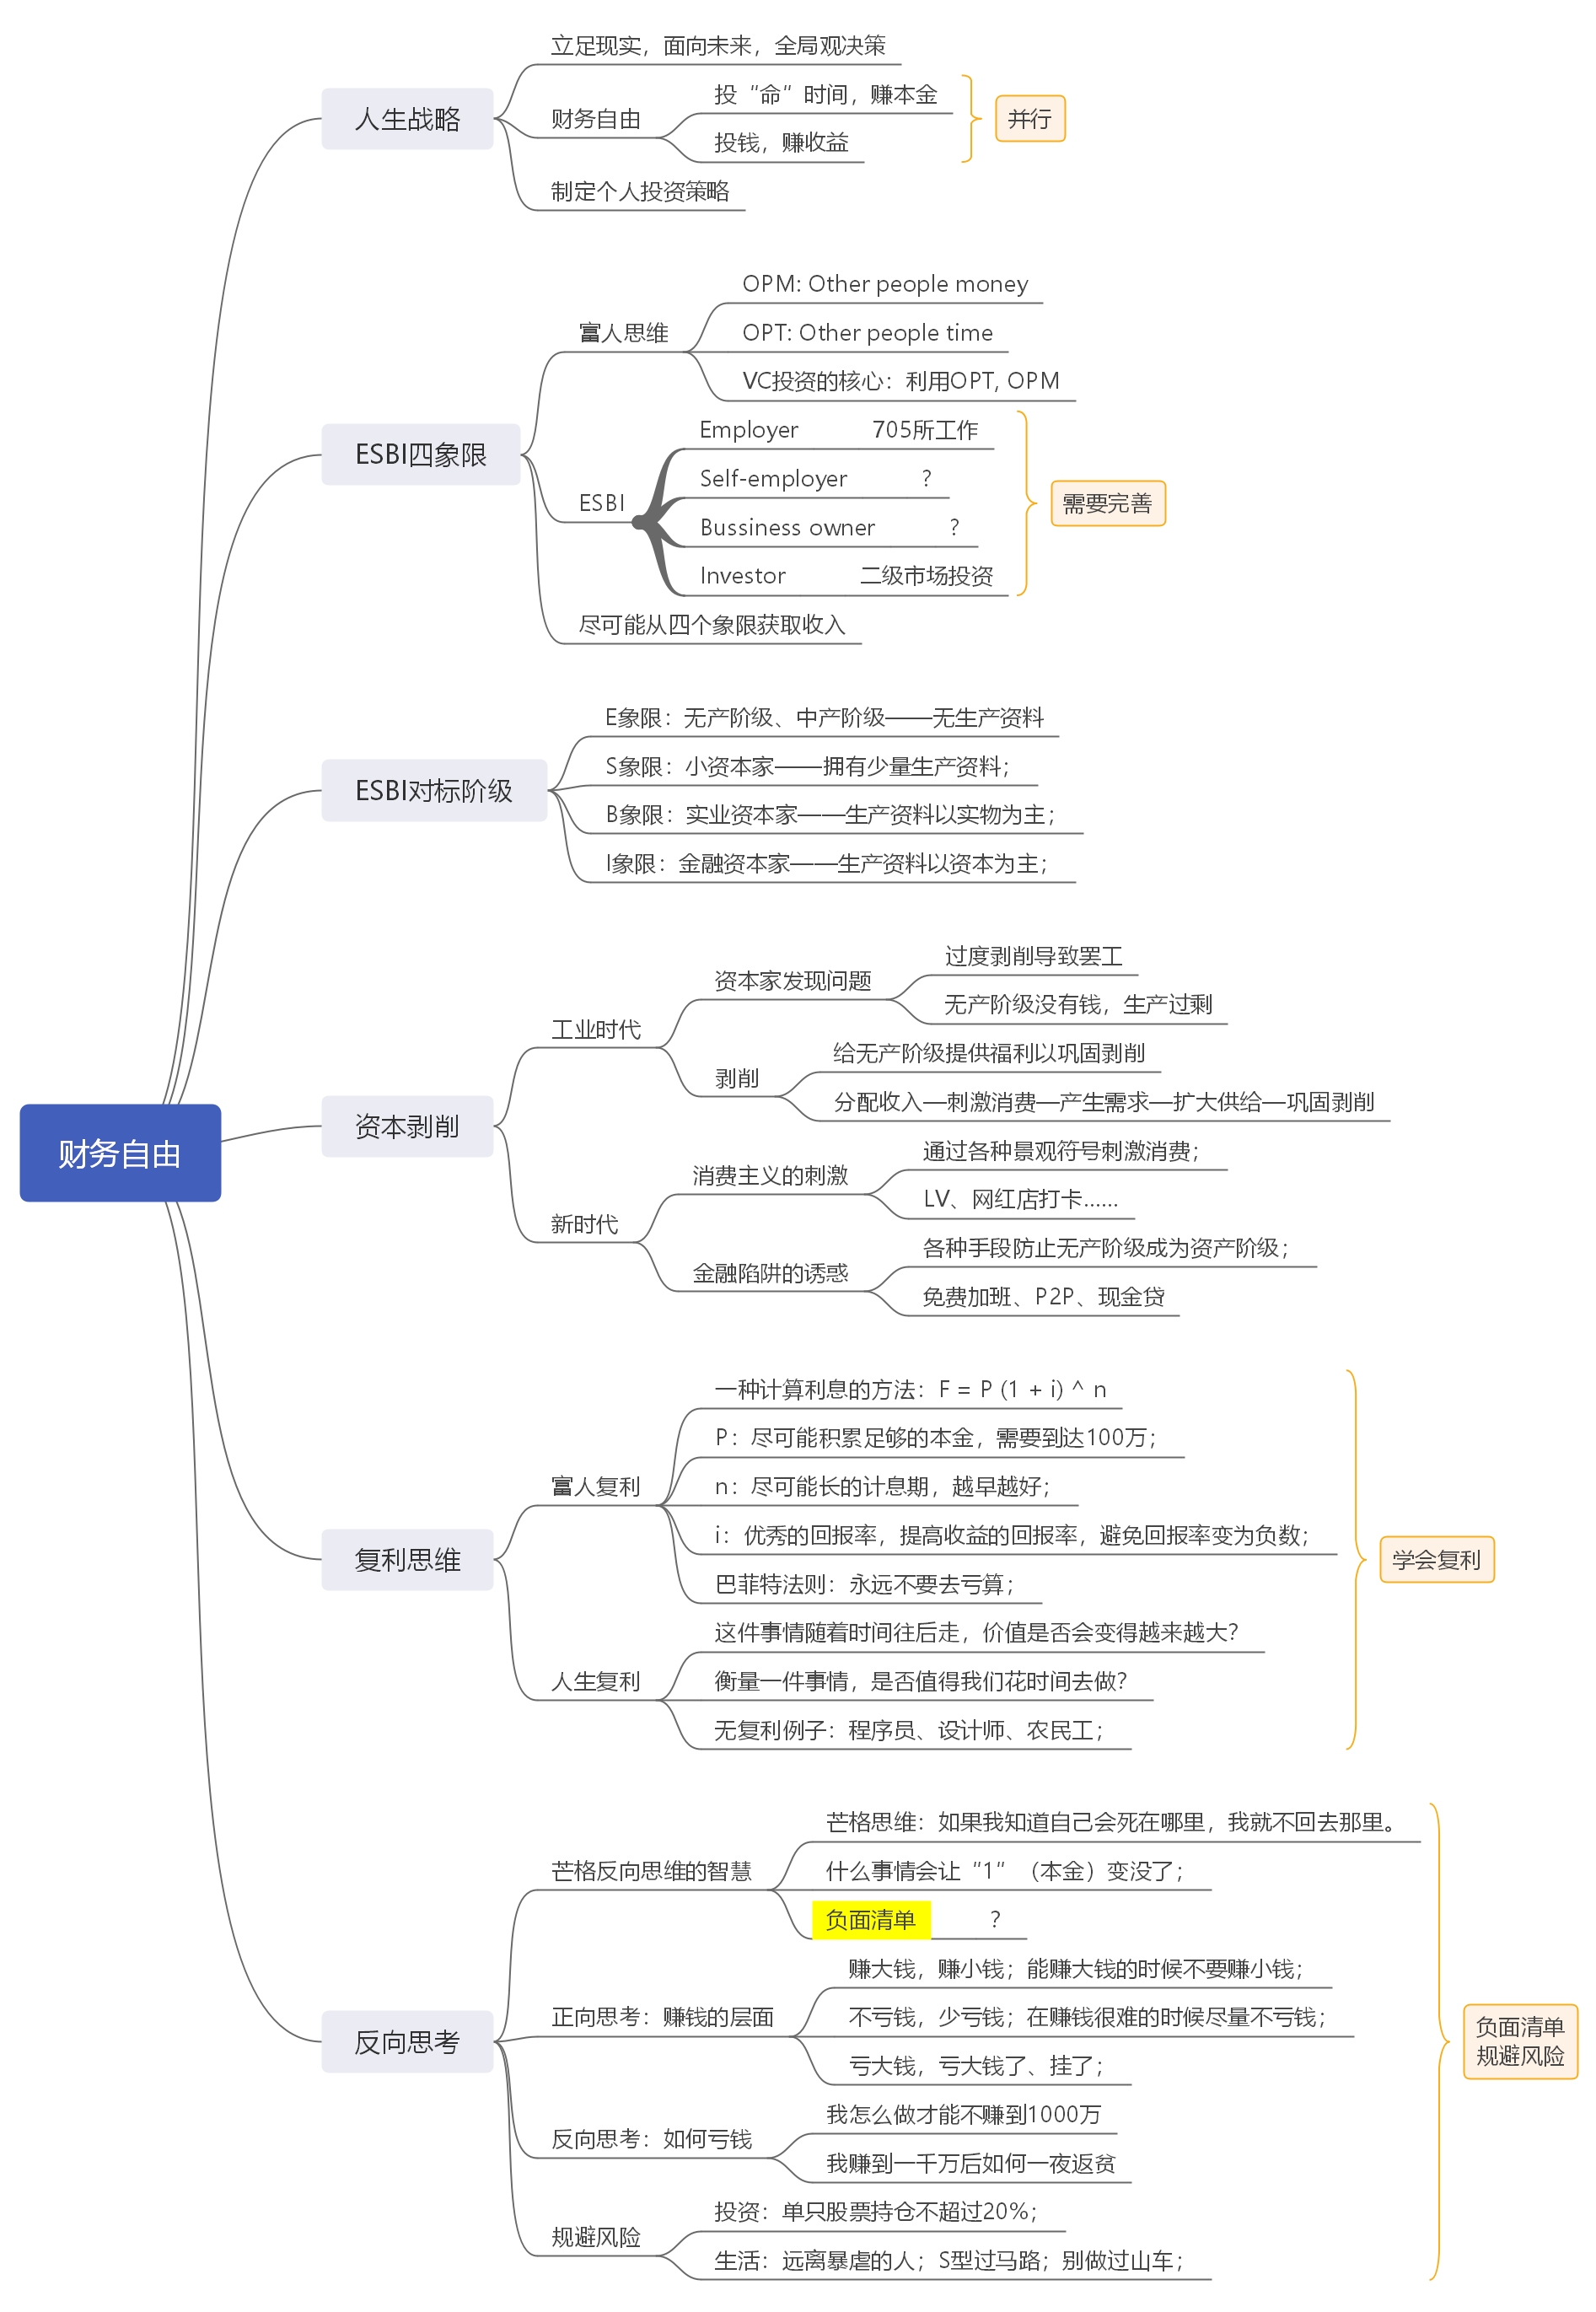 财务自由
人生战略
立足现实，面向未来，全局观决策
财务自由
投“命“时间，赚本金
投钱，赚收益
并行
制定个人投资策略
ESBI四象限
富人思维
OPM: Other people money
OPT: Other people time
VC投资的核心：利用OPT, OPM
ESBI
Employer 705所工作
Self-employer ?
Bussiness owner ?
Investor 二级市场投资
需要完善
尽可能从四个象限获取收入
ESBI对标阶级
E象限：无产阶级、中产阶级——无生产资料
S象限：小资本家——拥有少量生产资料；
B象限：实业资本家——生产资料以实物为主；
I象限：金融资本家——生产资料以资本为主；
资本剥削
工业时代
资本家发现问题
过度剥削导致罢工
无产阶级没有钱，生产过剩
剥削
给无产阶级提供福利以巩固剥削
分配收入—刺激消费—产生需求—扩大供给—巩固剥削
新时代
消费主义的刺激
通过各种景观符号刺激消费；
LV、网红店打卡......
金融陷阱的诱惑
各种手段防止无产阶级成为资产阶级；
免费加班、P2P、现金贷
复利思维
富人复利
一种计算利息的方法：F = P (1 + i) ^ n
P：尽可能积累足够的本金，需要到达100万；
n：尽可能长的计息期，越早越好；
i：优秀的回报率，提高收益的回报率，避免回报率变为负数；
巴菲特法则：永远不要去亏算；
人生复利
这件事情随着时间往后走，价值是否会变得越来越大？
衡量一件事情，是否值得我们花时间去做？
无复利例子：程序员、设计师、农民工；
学会复利
反向思考
芒格反向思维的智慧
芒格思维：如果我知道自己会死在哪里，我就不回去那里。
什么事情会让“1”（本金）变没了；
负面清单 ?
正向思考：赚钱的层面
赚大钱，赚小钱；能赚大钱的时候不要赚小钱；
不亏钱，少亏钱；在赚钱很难的时候尽量不亏钱；
亏大钱，亏大钱了、挂了；
反向思考：如何亏钱
我怎么做才能不赚到1000万
我赚到一千万后如何一夜返贫
规避风险
投资：单只股票持仓不超过20%；
生活：远离暴虐的人；S型过马路；别做过山车；
负面清单
规避风险